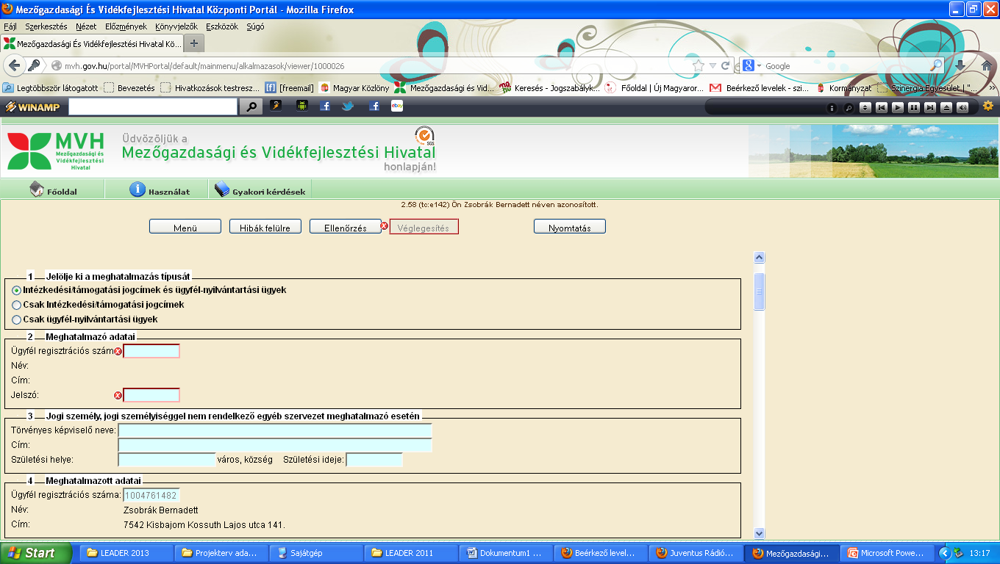 Mezőgazdasági És Vidékfejlesztési Hivatal Központi Portál - Mozilla Firefox
Fájl Szerkesztés Nézet Előzmények Könyvjelzők Eszközök Súgó
Mezőgazdasági És Vidékfejlesztési Hivatal Kö... +
mvh.gov.hu/portal/MVHPortal/default/mainmenu/alkalmazasok/viewer/1000026 Google
Legtöbbször látogatott Bevezetés Hivatkozások testresz... [freemail] Magyar Közlöny Mezőgazdasági és Vid... Keresés - Jogszabályk... Főoldal | Új Magyaror... Beérkező levelek - szi... Kormányzat Szinergia Egyesület | "... »
WINAMP ebay
MVH
Mezőgazdasági és
Vidékfejlesztési
Hivatal
Üdvözöljük a
Mezőgazdasági és Vidékfejlesztési Hivatal
honlapján!
SGS
Főoldal Használat Gyakori kérdések
2.58 (tc:e142) Ön Zsobrák Bernadett néven azonosított.
Menü Hibák felülre Ellenőrzés Véglegesítés Nyomtatás
1 Jelölje ki a meghatalmazás típusát
Intézkedési/támogatási jogcímek és ügyfél-nyilvántartási ügyek
Csak Intézkedési/támogatási jogcímek
Csak ügyfél-nyilvántartási ügyek
2 Meghatalmazó adatai
Ügyfél regisztrációs szám
Név:
Cím:
Jelszó:
3 Jogi személy, jogi személyiséggel nem rendelkező egyéb szervezet meghatalmazó esetén
Törvényes képviselő neve:
Cím:
Születési helye: város, község Születési ideje:
4 Meghatalmazott adatai
Ügyfél regisztrációs száma: 1004761482
Név: Zsobrák Bernadett
Cím: 7542 Kisbajom Kossuth Lajos utca 141.
Start LEADER 2013 Projekterv ada... Sajátgép LEADER 2011 Dokumentum1 ... Beérkező level... Juventus Rádió... Mezőgazdasági... Microsoft Powe... 13:17